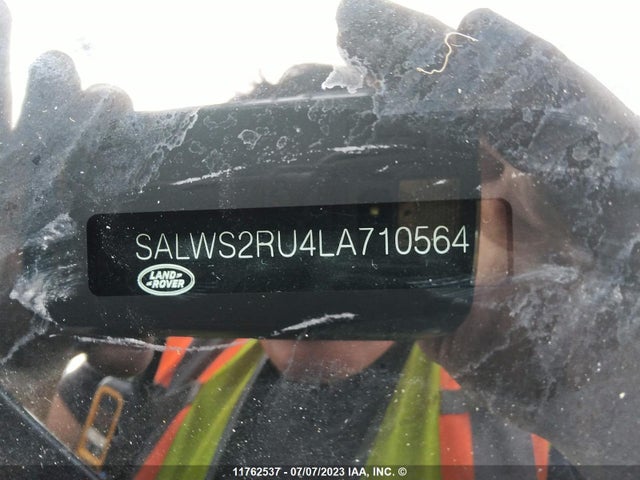 SALWS2RU4LA710564
LAND
ROVER
11762537 - 07/07/2023 IAA, INC. ©